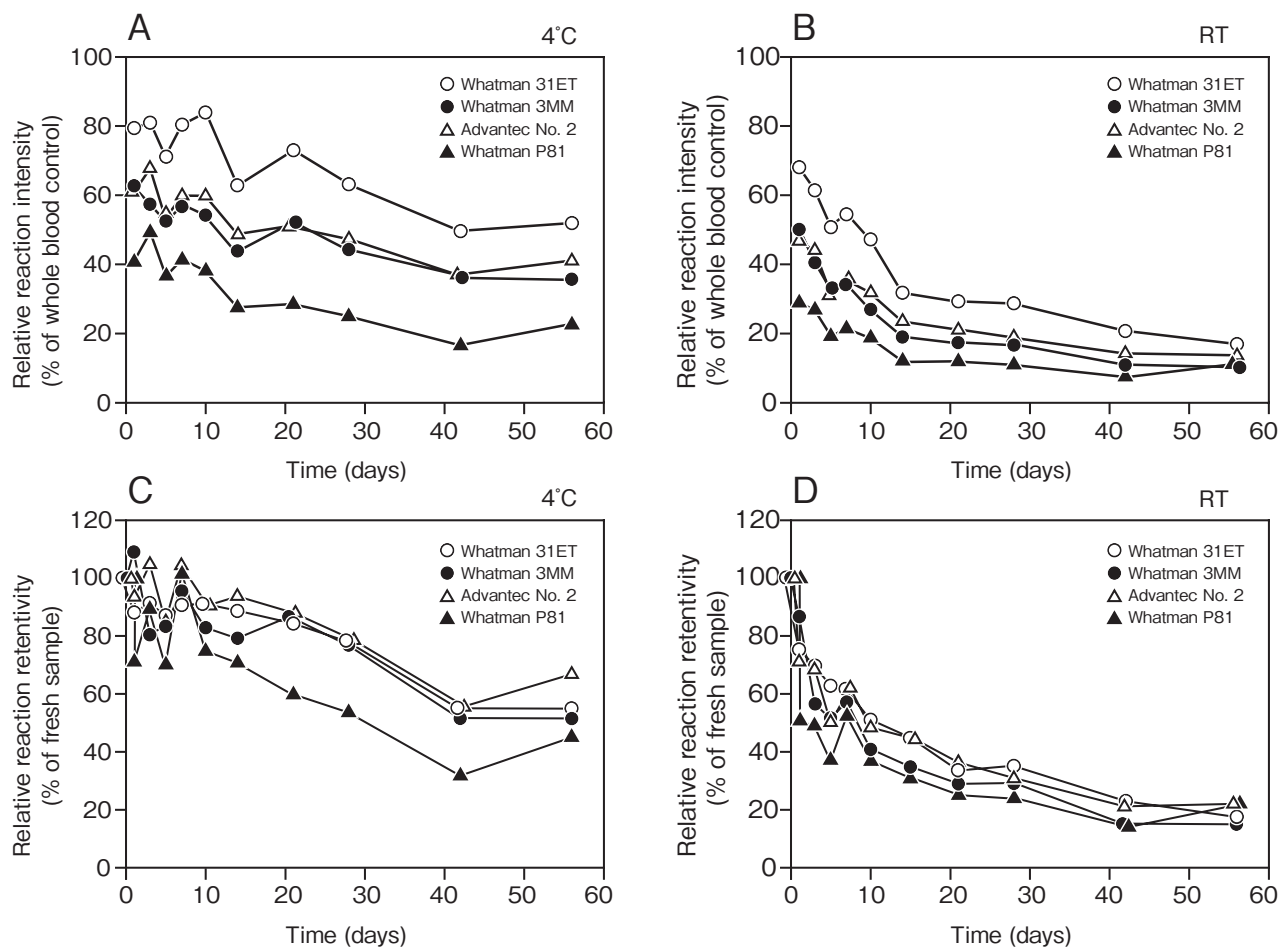 A
4°C
100
80
60
40
20
0
Relative reaction intensity
(% of whole blood control)
Whatman 31ET
Whatman 3MM
Advantec No. 2
Whatman P81
0 10 20 30 40 50 60
Time (days)
B
RT
100
80
60
40
20
0
Relative reaction intensity
(% of whole blood control)
Whatman 31ET
Whatman 3MM
Advantec No. 2
Whatman P81
0 10 20 30 40 50 60
Time (days)
C
4°C
120
100
80
60
40
20
0
Relative reaction retentivity
(% of fresh sample)
Whatman 31ET
Whatman 3MM
Advantec No. 2
Whatman P81
0 10 20 30 40 50 60
Time (days)
D
RT
120
100
80
60
40
20
0
Relative reaction retentivity
(% of fresh sample)
Whatman 31ET
Whatman 3MM
Advantec No. 2
Whatman P81
0 10 20 30 40 50 60
Time (days)